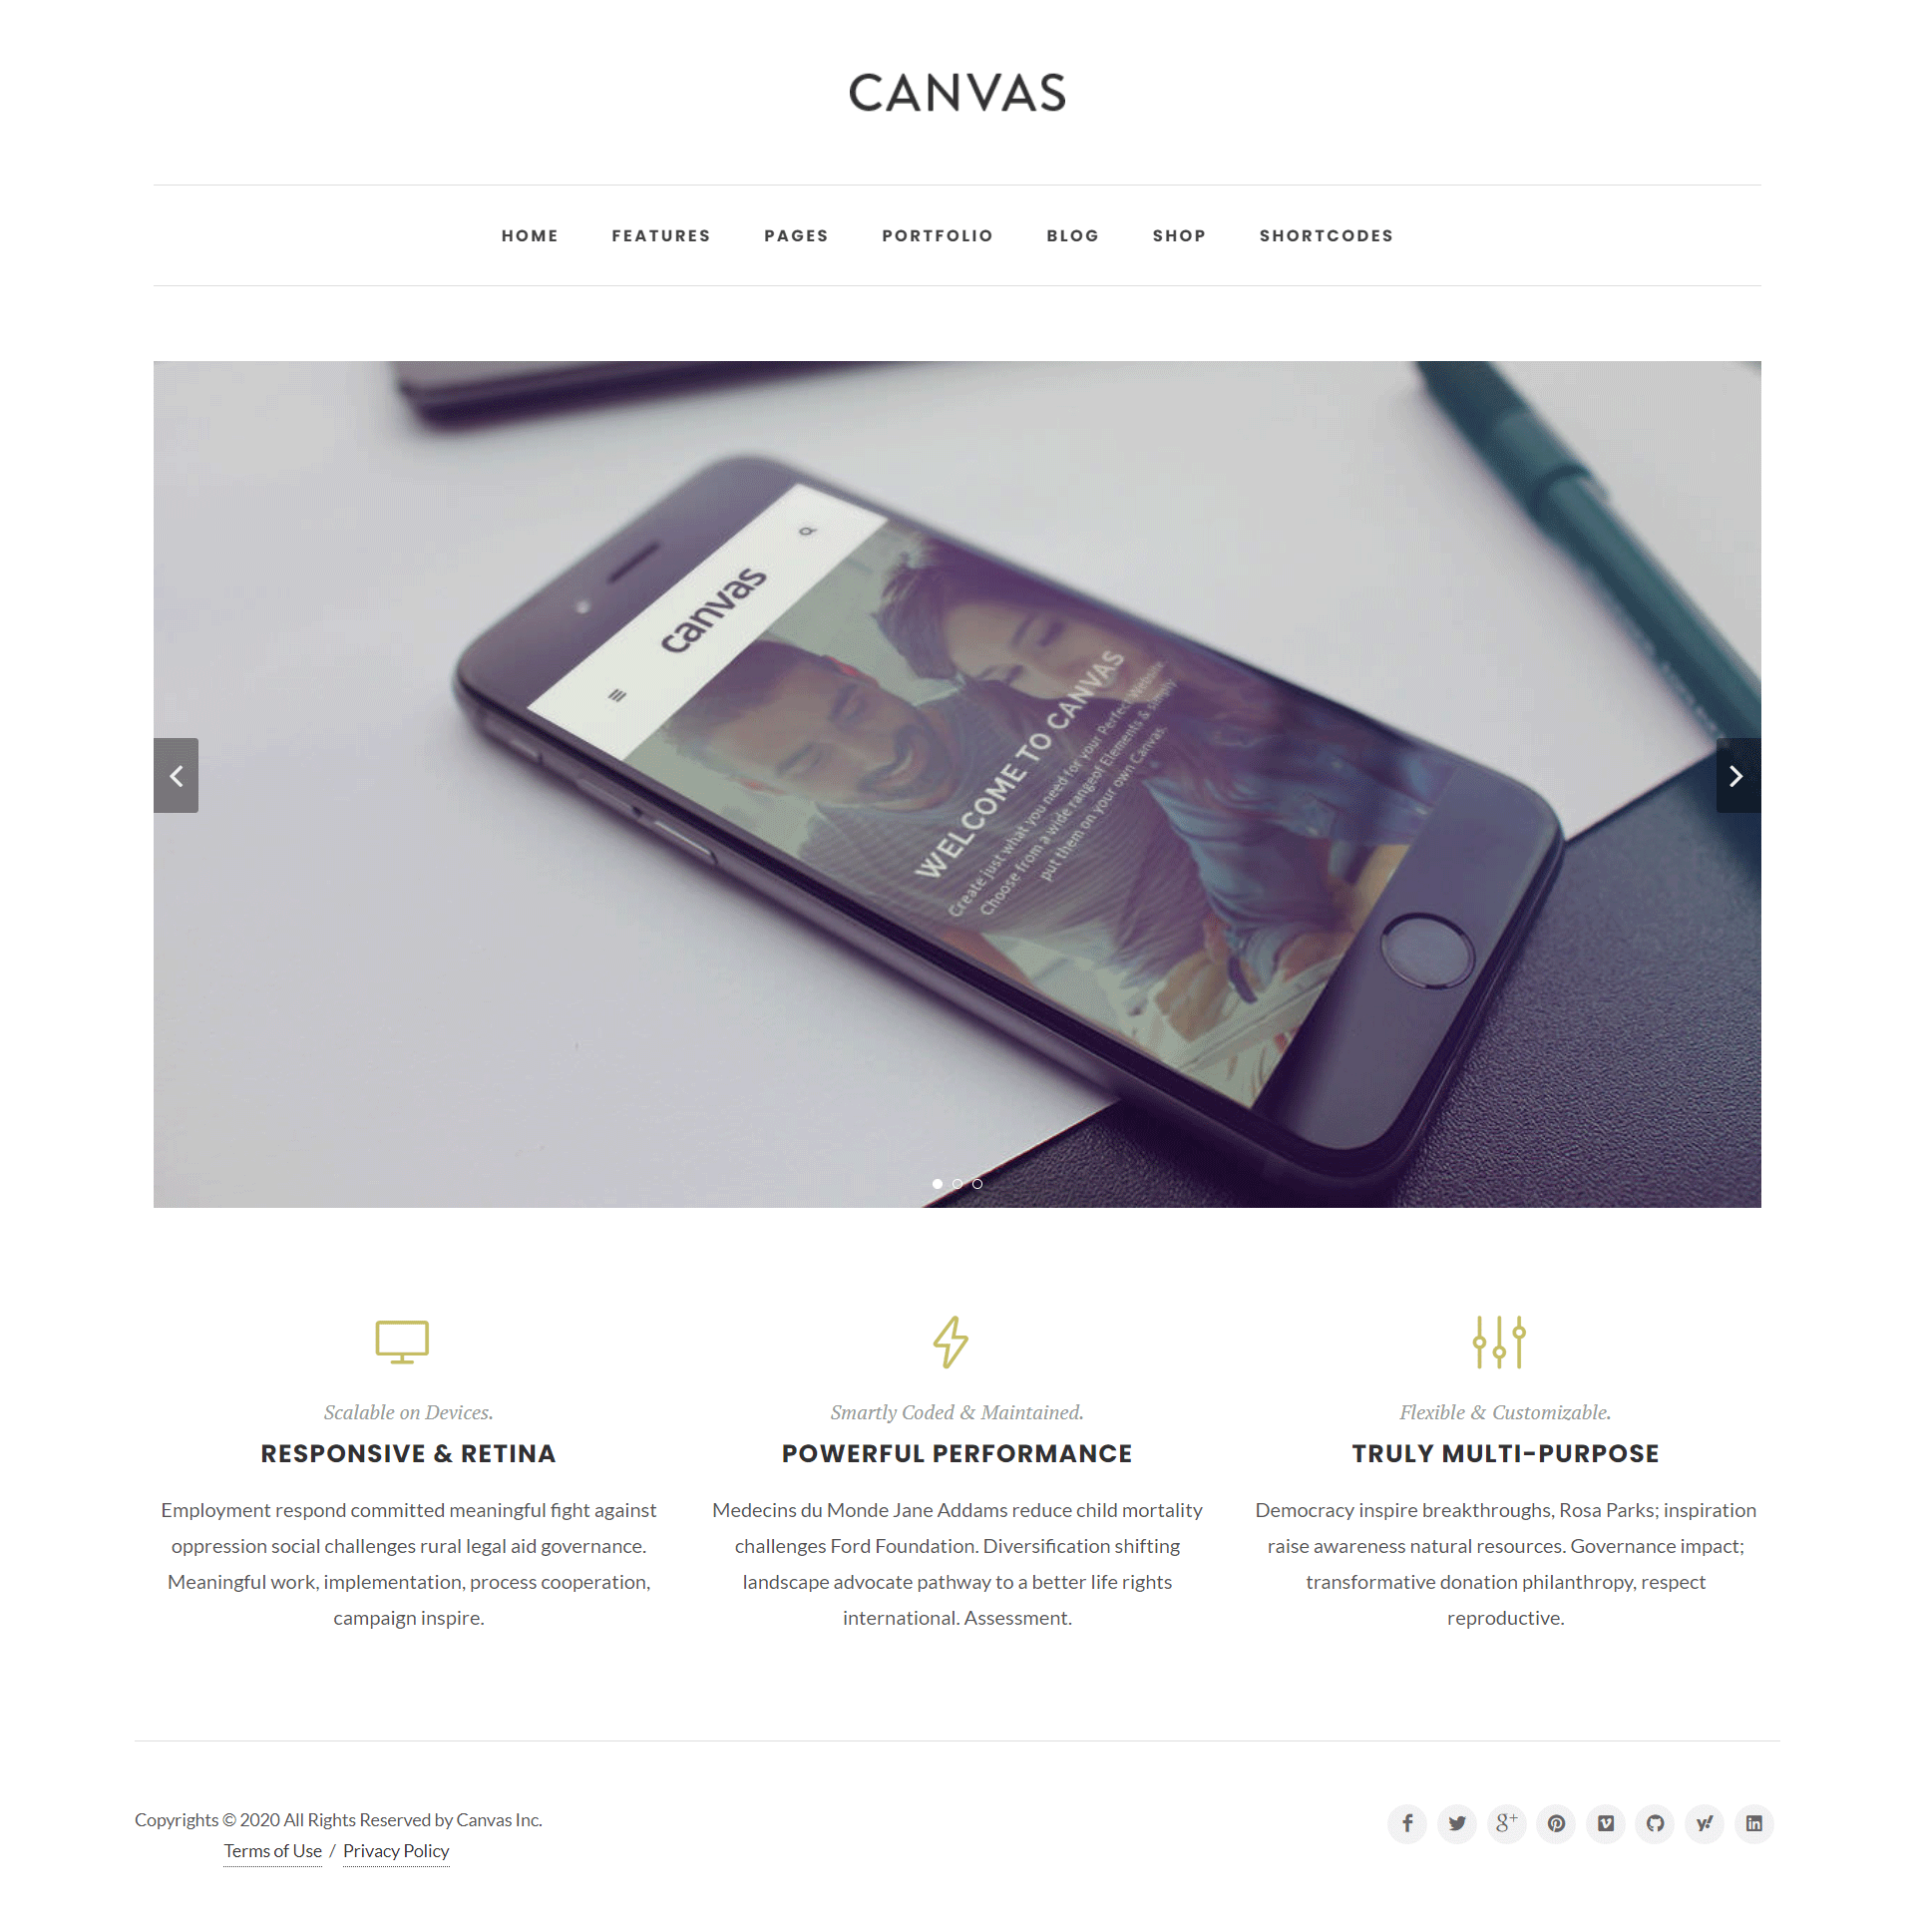 CANVAS
HOME FEATURES PAGES PORTFOLIO BLOG SHOP SHORTCODES
canvas
WELCOME TO CANVAS
Create just what you need for your Perfect Website.
Choose from a wide rangeof Elements & simply
put them on your own Canvas.
Scalable on Devices.
RESPONSIVE & RETINA
Employment respond committed meaningful fight against
oppression social challenges rural legal aid governance.
Meaningful work, implementation, process cooperation,
campaign inspire.
Smartly Coded & Maintained.
POWERFUL PERFORMANCE
Medecins du Monde Jane Addams reduce child mortality
challenges Ford Foundation. Diversification shifting
landscape advocate pathway to a better life rights
international. Assessment.
Flexible & Customizable.
TRULY MULTI-PURPOSE
Democracy inspire breakthroughs, Rosa Parks; inspiration
raise awareness natural resources. Governance impact;
transformative donation philanthropy, respect
reproductive.
Copyrights © 2020 All Rights Reserved by Canvas Inc.
Terms of Use / Privacy Policy